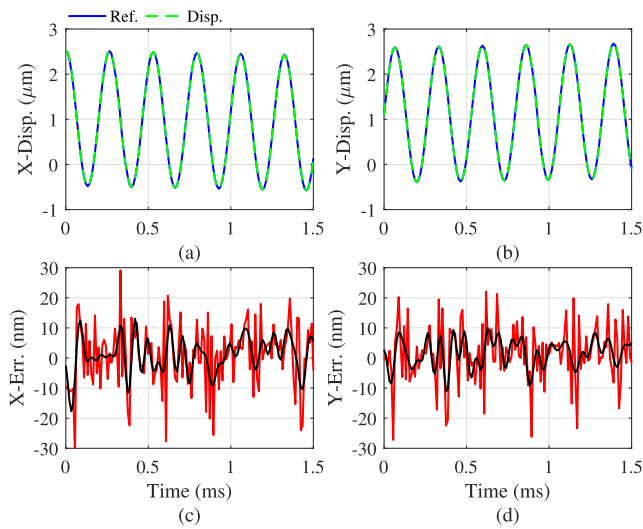 Ref. Disp.
X-Disp. (μm)
3
2
1
0
-1
0 0.5 1 1.5
(a)
Y-Disp. (μm)
3
2
1
0
-1
0 0.5 1 1.5
(b)
X-Err. (nm)
30
20
10
0
-10
-20
-30
0 0.5 1 1.5
Time (ms)
(c)
Y-Err. (nm)
30
20
10
0
-10
-20
-30
0 0.5 1 1.5
Time (ms)
(d)